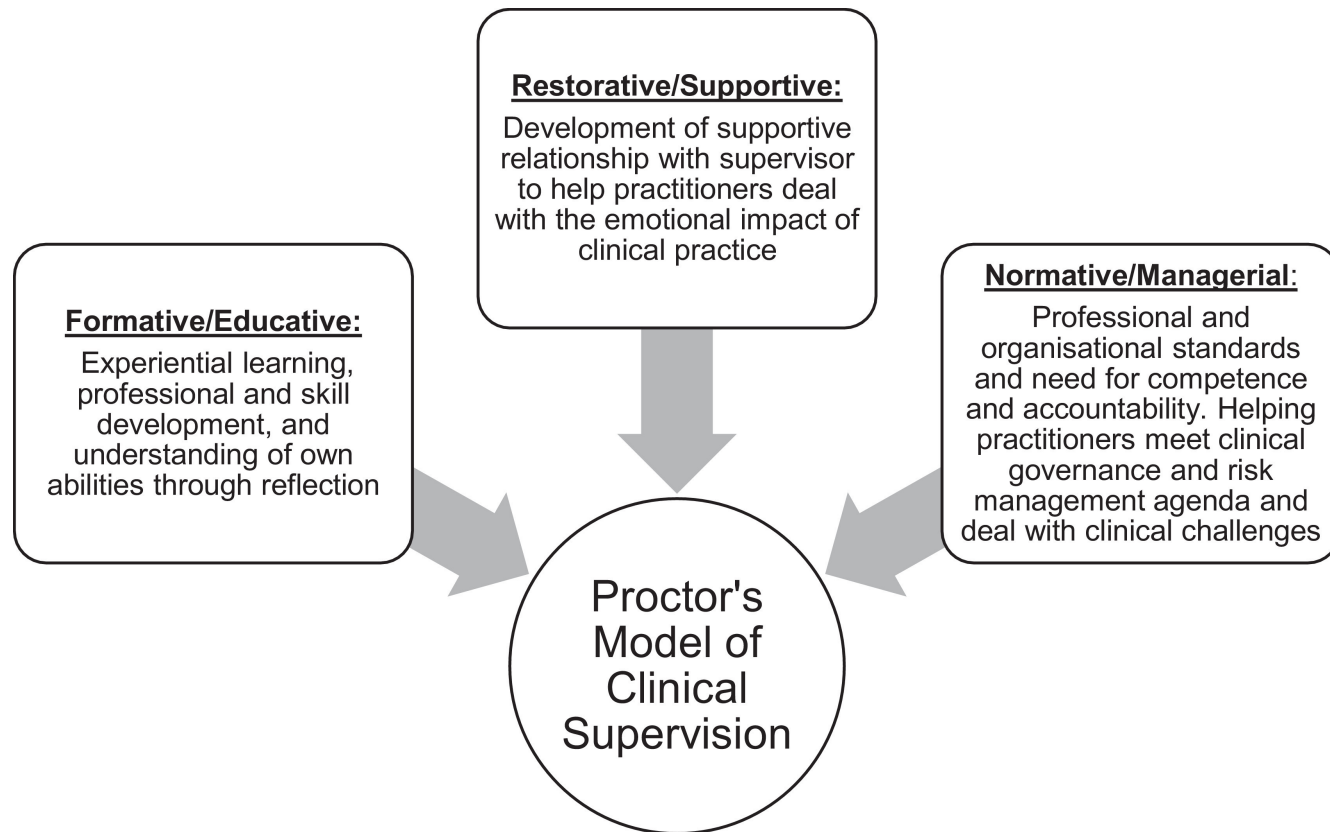 Restorative/Supportive:
Development of supportive
relationship with supervisor
to help practitioners deal
with the emotional impact of
clinical practice
Formative/Educative:
Experiential learning,
professional and skill
development, and
understanding of own
abilities through reflection
Normative/Managerial:
Professional and
organisational standards
and need for competence
and accountability. Helping
practitioners meet clinical
governance and risk
management agenda and
deal with clinical challenges
Proctor's
Model of
Clinical
Supervision